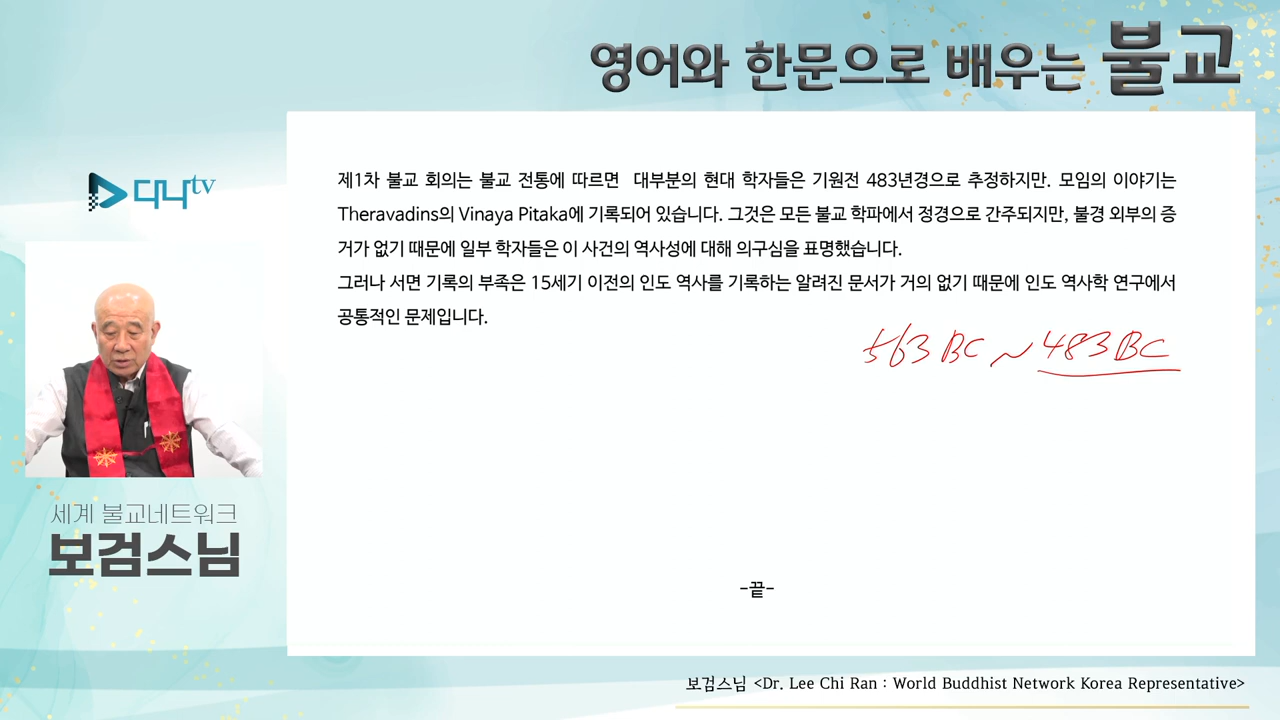 영어와 한문으로 배우는 불교
디나tv
제1차 불교 회의는 불교 전통에 따르면 대부분의 현대 학자들은 기원전 483년경으로 추정하지만. 모임의 이야기는
Theravadins의 Vinaya Pitaka에 기록되어 있습니다. 그것은 모든 불교 학파에서 정경으로 간주되지만, 불경 외부의 증
거가 없기 때문에 일부 학자들은 이 사건의 역사성에 대해 의구심을 표명했습니다.
그러나 서면 기록의 부족은 15세기 이전의 인도 역사를 기록하는 알려진 문서가 거의 없기 때문에 인도 역사학 연구에서
공통적인 문제입니다.
563 BC ~ 483 BC
-끝-
세계 불교네트워크
보검스님
보검스님 <Dr. Lee Chi Ran : World Buddhist Network Korea Representative>